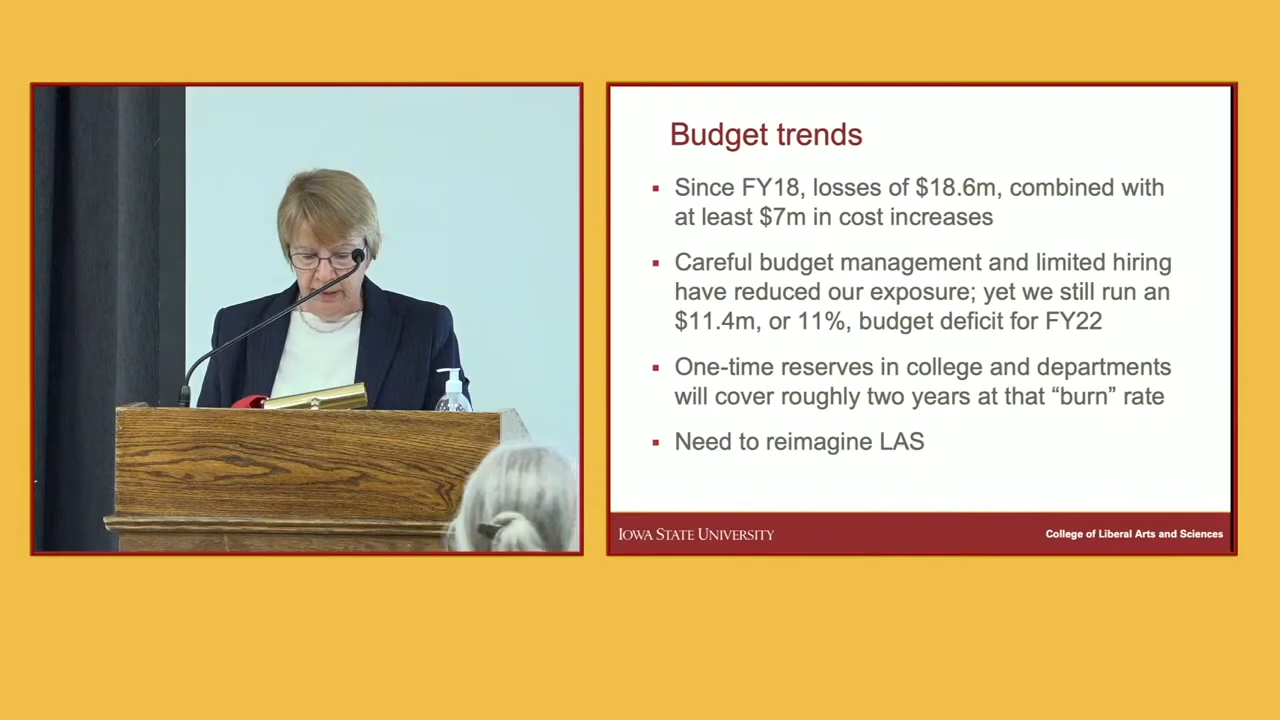 Budget trends
Since FY18, losses of $18.6m, combined with
at least $7m in cost increases
Careful budget management and limited hiring
have reduced our exposure; yet we still run an
$11.4m, or 11%, budget deficit for FY22
One-time reserves in college and departments
will cover roughly two years at that “burn” rate
Need to reimagine LAS
IOWA STATE UNIVERSITY
College of Liberal Arts and Sciences